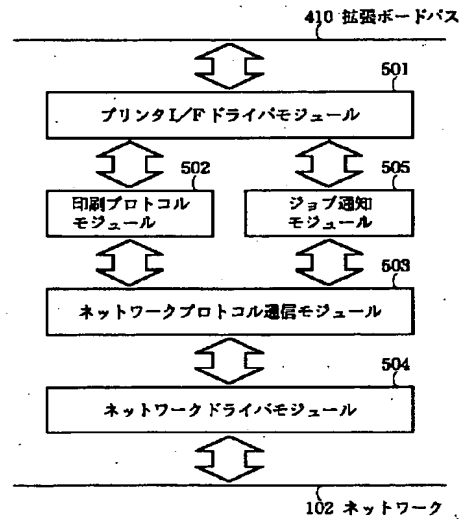 410 拡張ボードバス
501
プリンタI/Fドライバモジュール
502
印刷プロトコル
モジュール
505
ジョブ通知
モジュール
503
ネットワークプロトコル通信モジュール
504
ネットワークドライバモジュール
102 ネットワーク